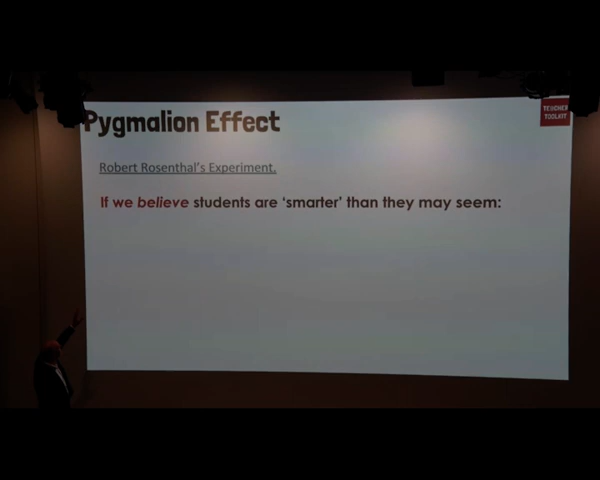 Pygmalion Effect
TEACHER
TOOLKIT
Robert Rosenthal's Experiment.
If we believe students are 'smarter' than they may seem: